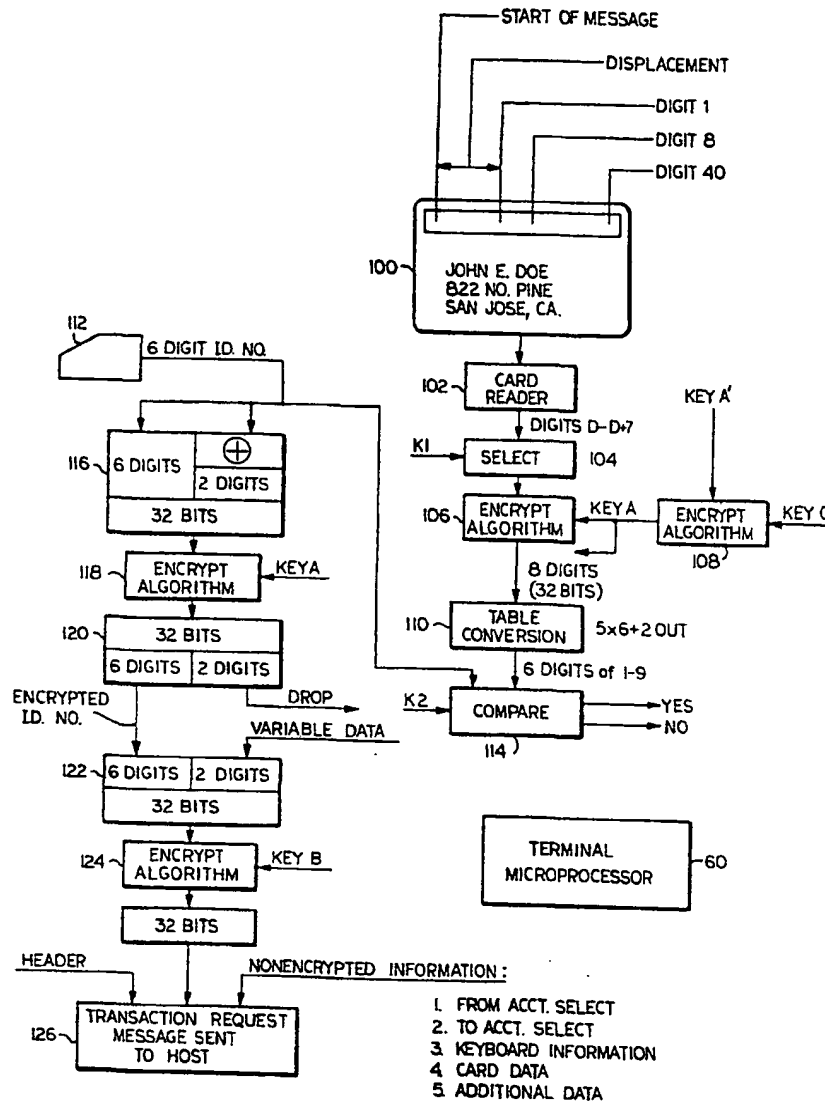 START OF MESSAGE
DISPLACEMENT
DIGIT 1
DIGIT 8
DIGIT 40
100
JOHN E. DOE
822 NO. PINE
SAN JOSE, CA.
112
6 DIGIT I.D. NO.
102
CARD
READER
KEY A'
DIGITS D-D+7
K1
SELECT
104
116
6 DIGITS
⊕
2 DIGITS
32 BITS
106
ENCRYPT
ALGORITHM
KEY A
ENCRYPT
ALGORITHM
KEY C
108
118
ENCRYPT
ALGORITHM
KEY A
8 DIGITS
(32 BITS)
110
TABLE
CONVERSION
5x6+2 OUT
120
32 BITS
6 DIGITS
2 DIGITS
6 DIGITS of 1-9
DROP
ENCRYPTED
I.D. NO.
K2
COMPARE
YES
NO
114
VARIABLE DATA
122
6 DIGITS
2 DIGITS
32 BITS
124
ENCRYPT
ALGORITHM
KEY B
TERMINAL
MICROPROCESSOR
60
32 BITS
HEADER
NONENCRYPTED INFORMATION:
126
TRANSACTION REQUEST
MESSAGE SENT
TO HOST
1. FROM ACCT. SELECT
2. TO ACCT. SELECT
3. KEYBOARD INFORMATION
4. CARD DATA
5. ADDITIONAL DATA